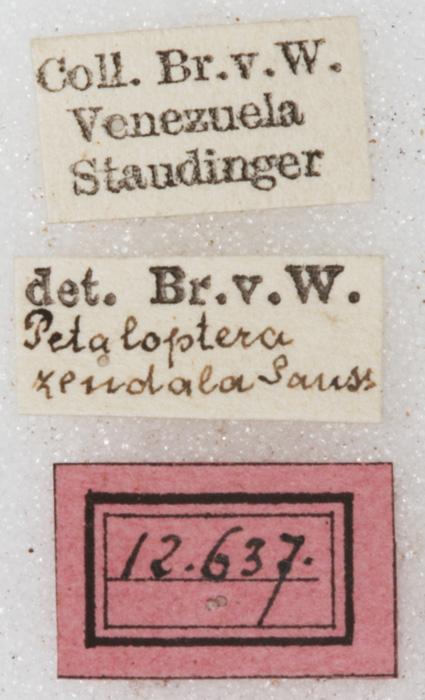 Coll. Br.v.W.
Venezuela
Staudinger
det. Br.v.W.
Petaloptera
zendala Sauss
12.637.